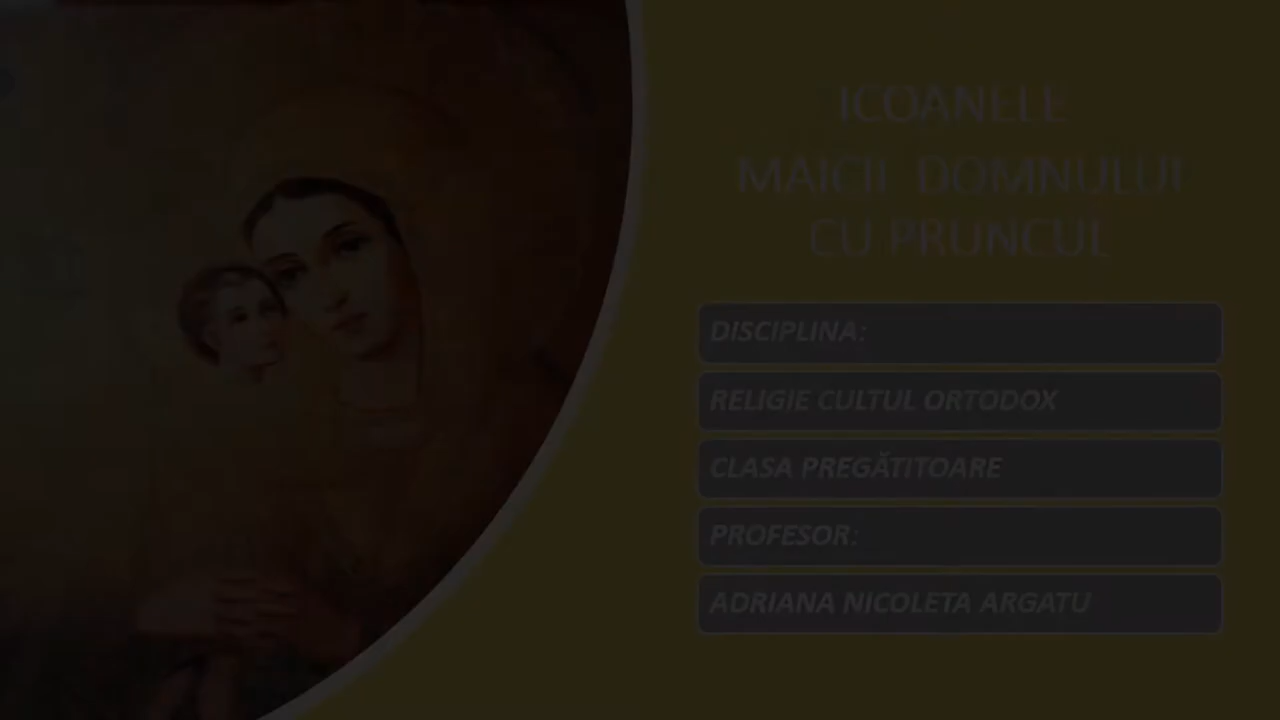 ICOANELE
MAICII DOMNULUI
CU PRUNCUL
DISCIPLINA:
RELIGIE CULTUL ORTODOX
CLASA PREGĂTITOARE
PROFESOR:
ADRIANA NICOLETA ARGATU